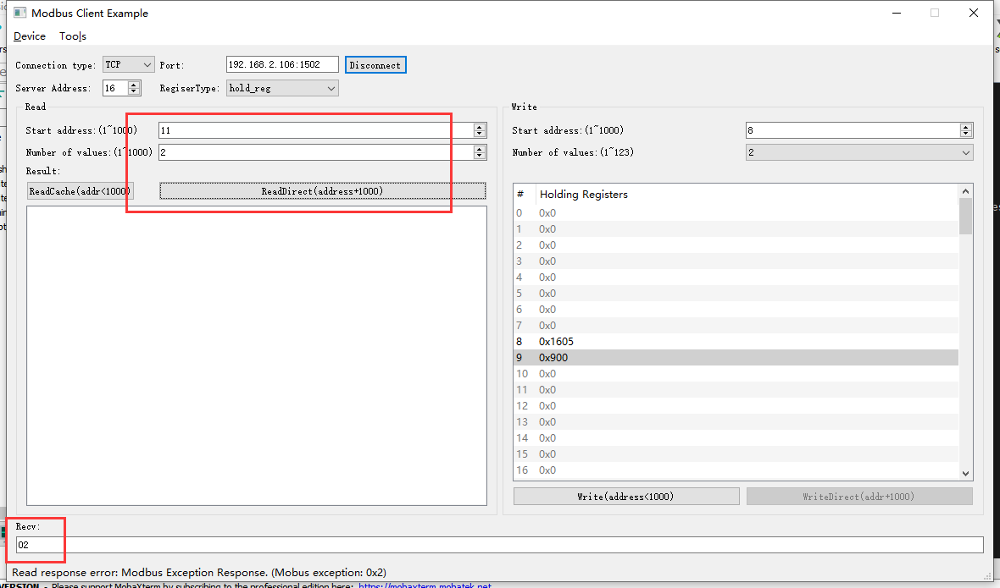 Modbus Client Example
Device Tools
Connection type: TCP Port: 192.168.2.106:1502 Disconnect
Server Address: 16 RegiserType: hold_reg
Read
Start address:(1~1000) 11
Number of values:(1~1000) 2
Result:
ReadCache(addr<1000) ReadDirect(address+1000)
Write
Start address:(1~1000) 8
Number of values:(1~123) 2
# Holding Registers
0 0x0
1 0x0
2 0x0
3 0x0
4 0x0
5 0x0
6 0x0
7 0x0
8 0x1605
9 0x900
10 0x0
11 0x0
12 0x0
13 0x0
14 0x0
15 0x0
16 0x0
Write(address<1000) WriteDirect(addr+1000)
Recv:
02
Read response error: Modbus Exception Response. (Mobus exception: 0x2)
VERSION - Please support MobaXterm by subscribing to the professional edition here: https://mobaxterm.mobatek.net